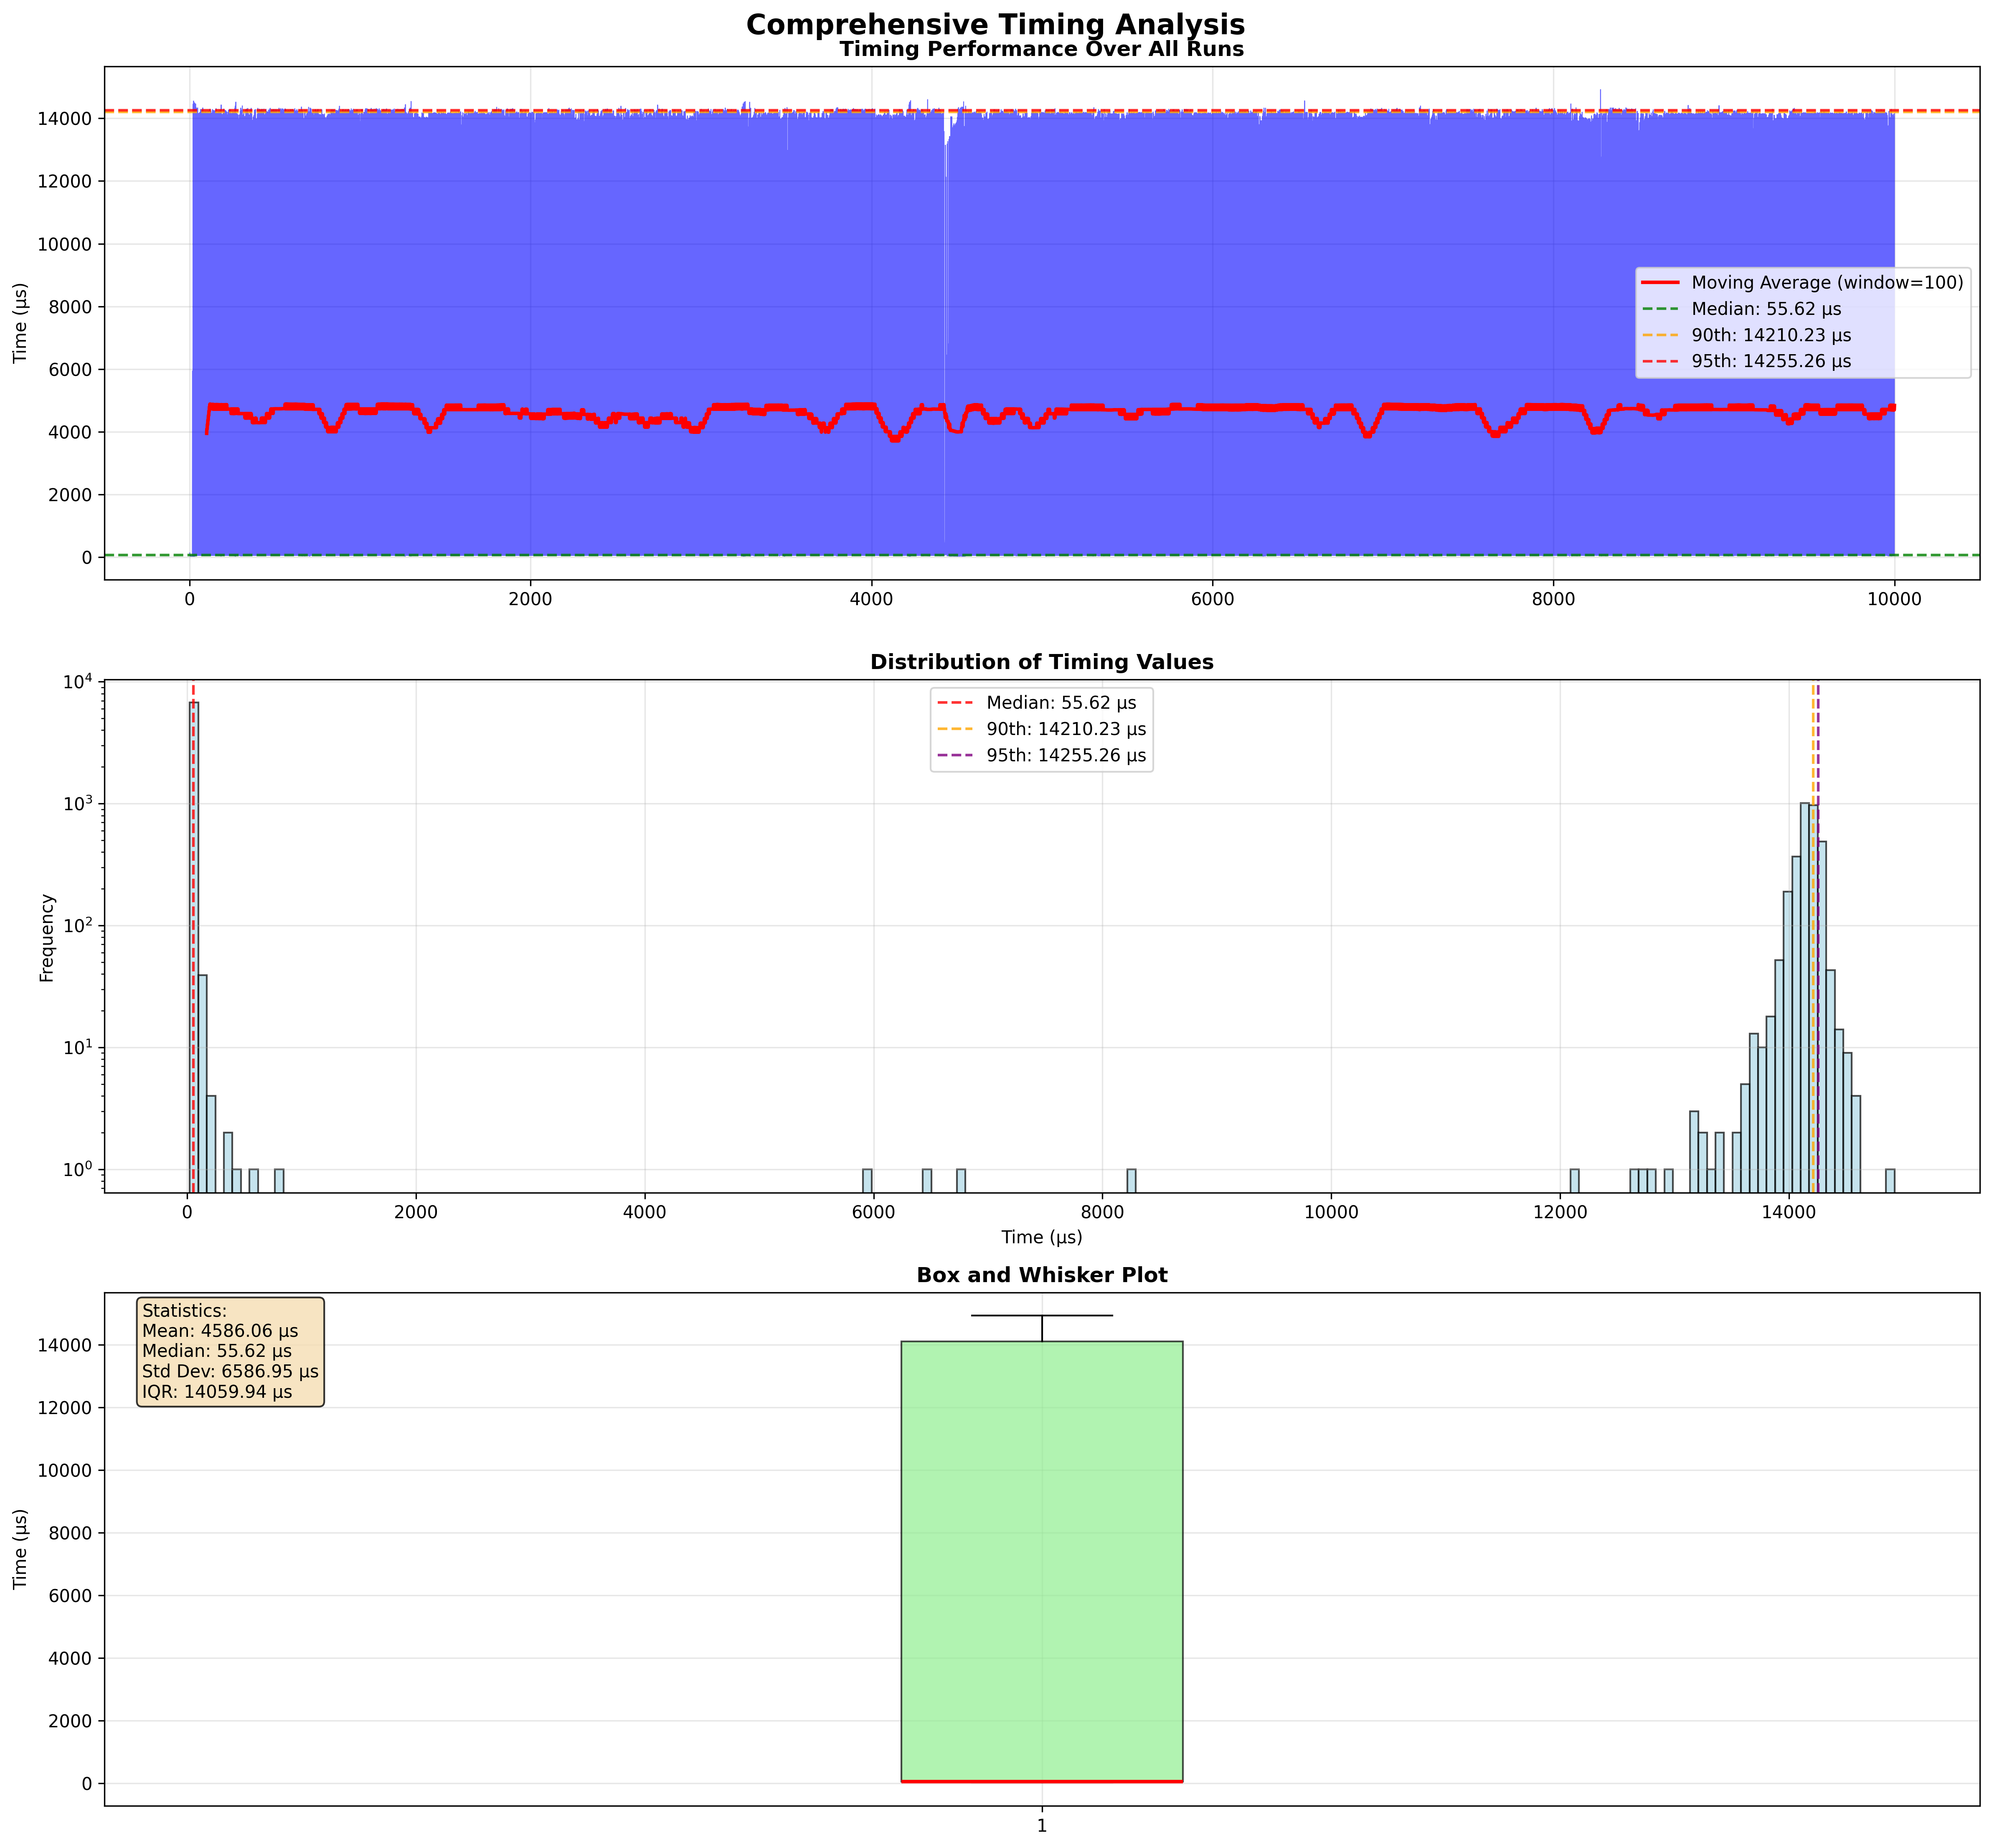 Comprehensive Timing Analysis
Timing Performance Over All Runs
Time (µs)
14000
12000
10000
8000
6000
4000
2000
0
Moving Average (window=100)
Median: 55.62 µs
90th: 14210.23 µs
95th: 14255.26 µs
0 2000 4000 6000 8000 10000
Distribution of Timing Values
Frequency
10⁴
10³
10²
10¹
10⁰
Median: 55.62 µs
90th: 14210.23 µs
95th: 14255.26 µs
0 2000 4000 6000 8000 10000 12000 14000
Time (µs)
Box and Whisker Plot
Time (µs)
14000
12000
10000
8000
6000
4000
2000
0
Statistics:
Mean: 4586.06 µs
Median: 55.62 µs
Std Dev: 6586.95 µs
IQR: 14059.94 µs
1